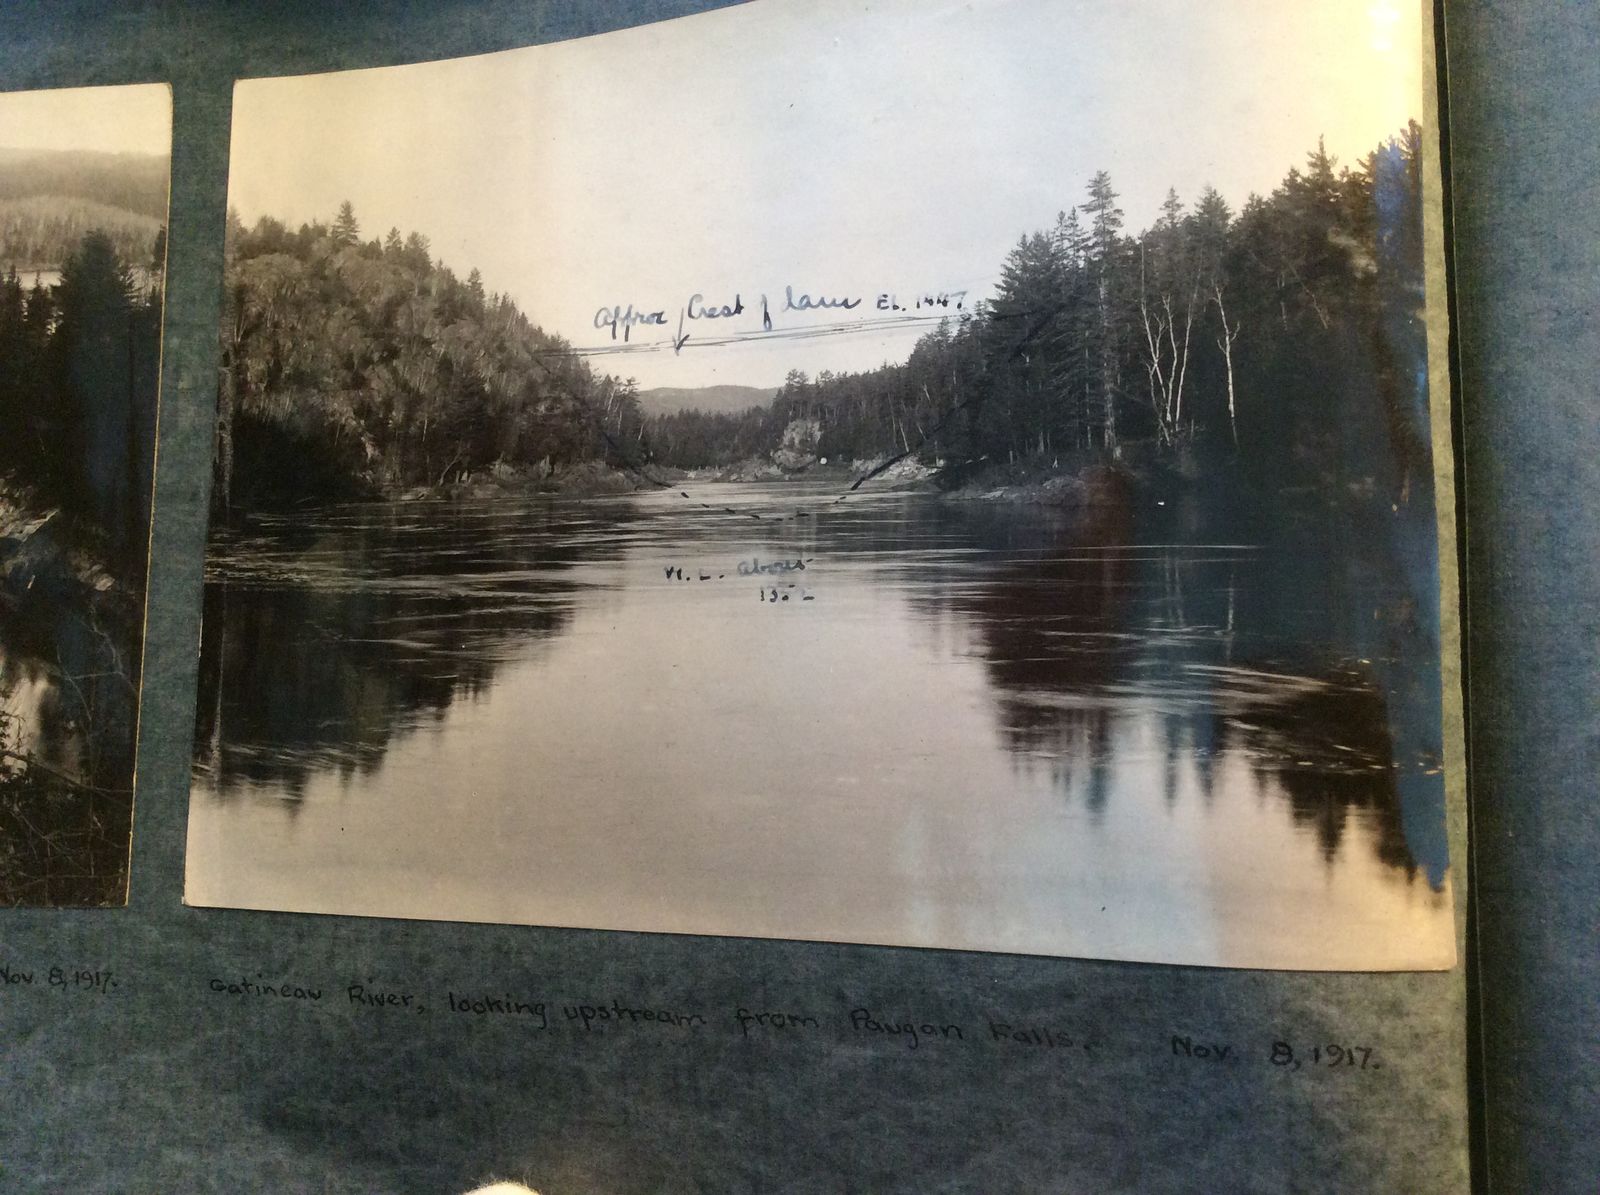 Approx Crest of Dam EL. 1447
W.L. about
Nov. 8, 1917.
Gatineau River, looking upstream from Paugan Falls. Nov. 8, 1917.